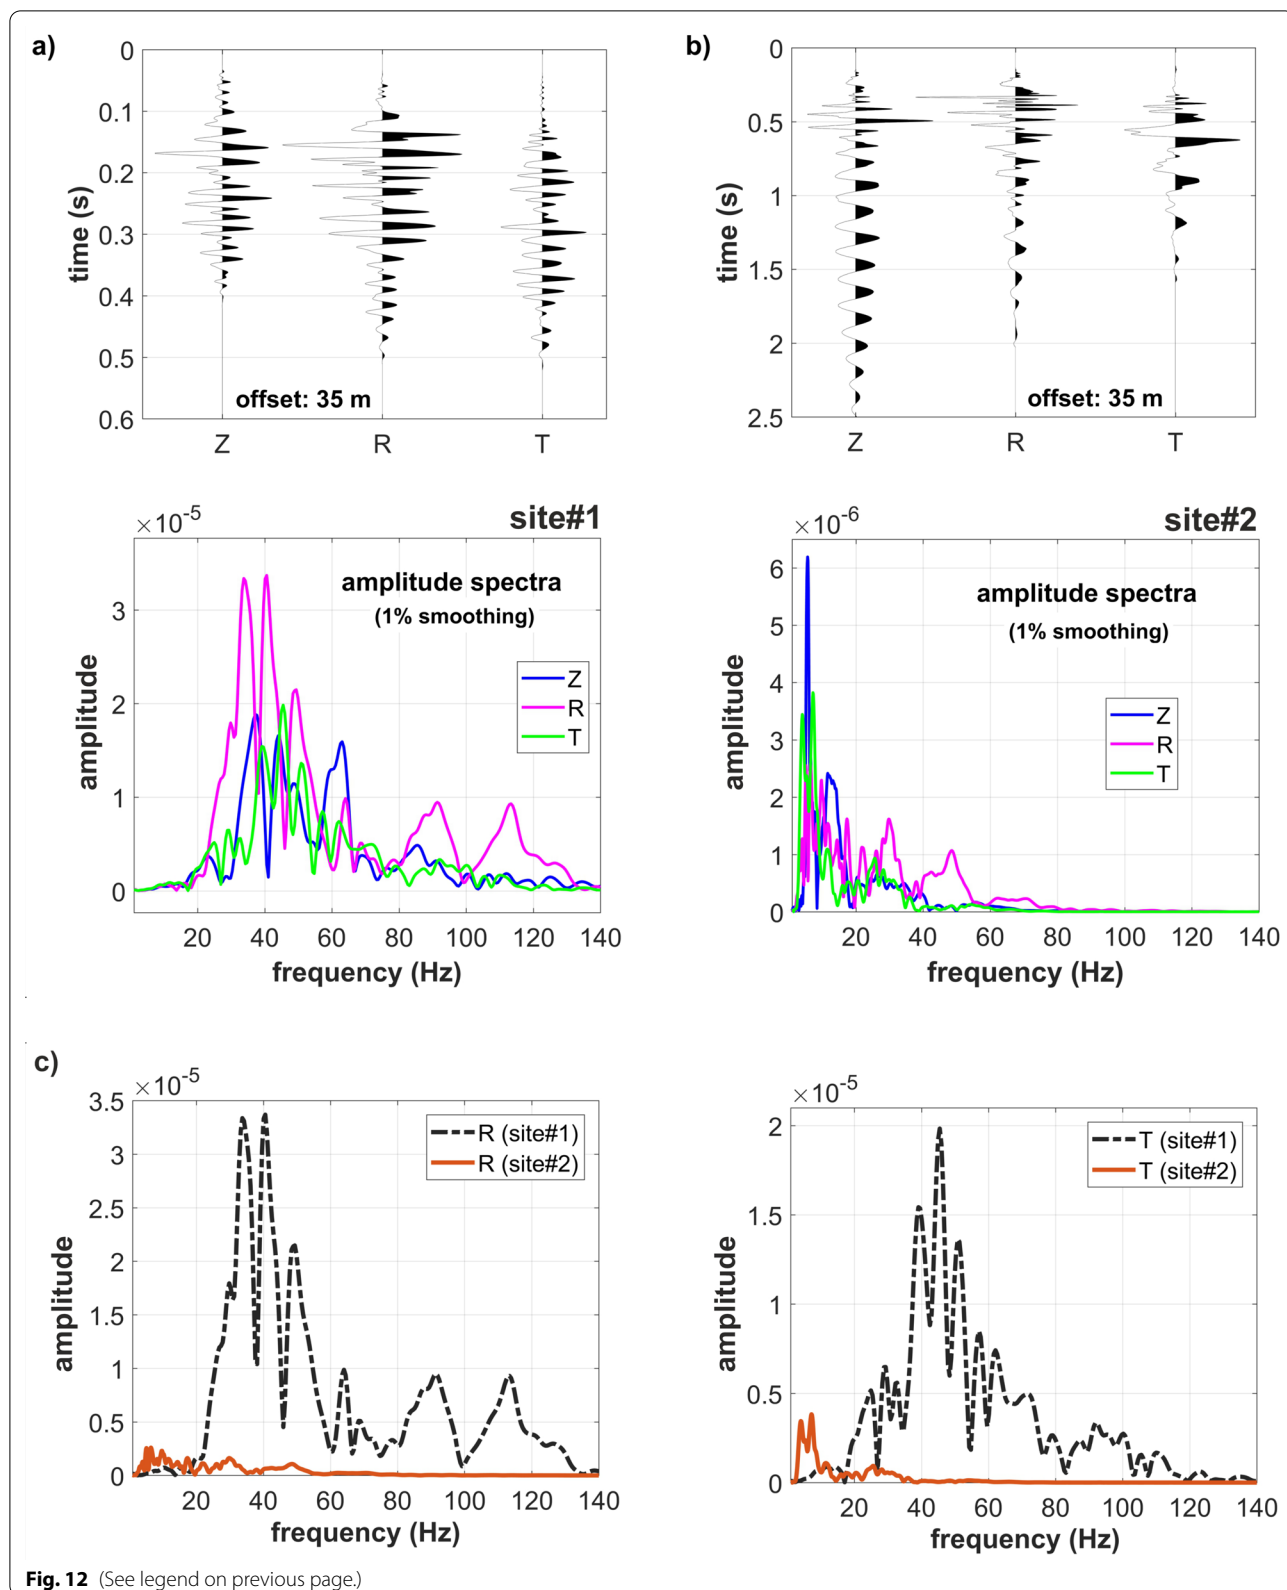 a)
0
0.1
0.2
0.3
0.4
0.5
0.6
time (s)
offset: 35 m
Z R T
b)
0
0.5
1
1.5
2
2.5
time (s)
offset: 35 m
Z R T
×10-5
site#1
amplitude spectra
(1% smoothing)
3
2
1
0
amplitude
Z
R
T
20 40 60 80 100 120 140
frequency (Hz)
×10-6
site#2
amplitude spectra
(1% smoothing)
6
5
4
3
2
1
0
amplitude
Z
R
T
20 40 60 80 100 120 140
frequency (Hz)
c)
×10-5
3.5
3
2.5
2
1.5
1
0.5
0
amplitude
R (site#1)
R (site#2)
20 40 60 80 100 120 140
frequency (Hz)
×10-5
2
1.5
1
0.5
0
amplitude
T (site#1)
T (site#2)
20 40 60 80 100 120 140
frequency (Hz)
Fig. 12 (See legend on previous page.)